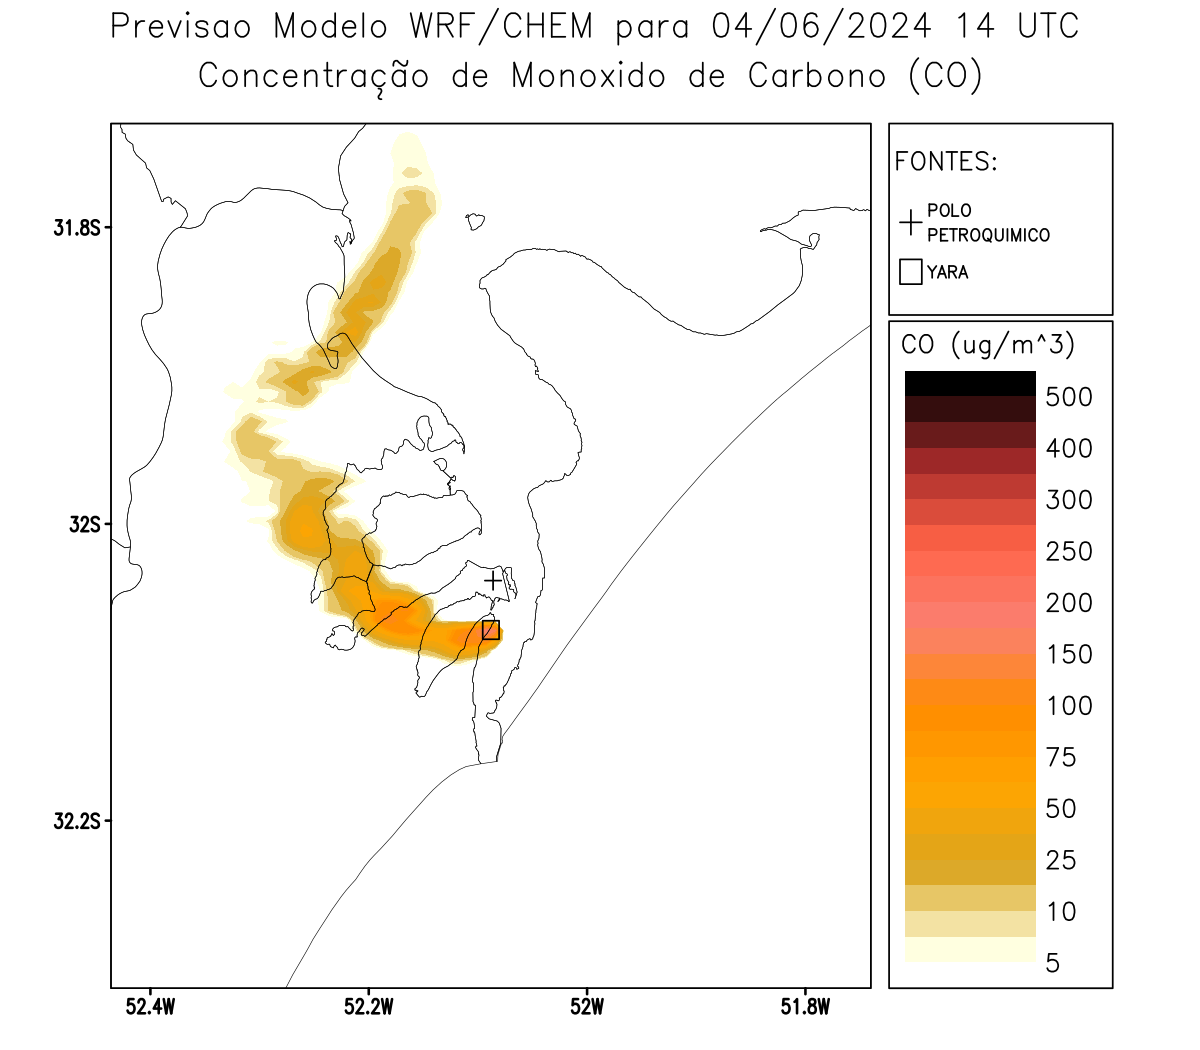 Previsao Modelo WRF/CHEM para 04/06/2024 14 UTC
Concentração de Monoxido de Carbono (CO)
FONTES:
POLO
PETROQUIMICO
YARA
CO (ug/m^3)
500
400
300
250
200
150
100
75
50
25
10
5
31.8S
32S
32.2S
52.4W
52.2W
52W
51.8W